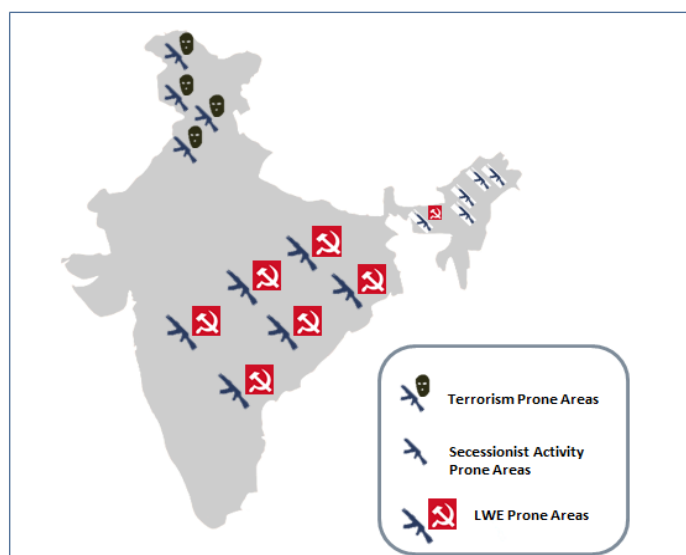 Terrorism Prone Areas
Secessionist Activity
Prone Areas
LWE Prone Areas